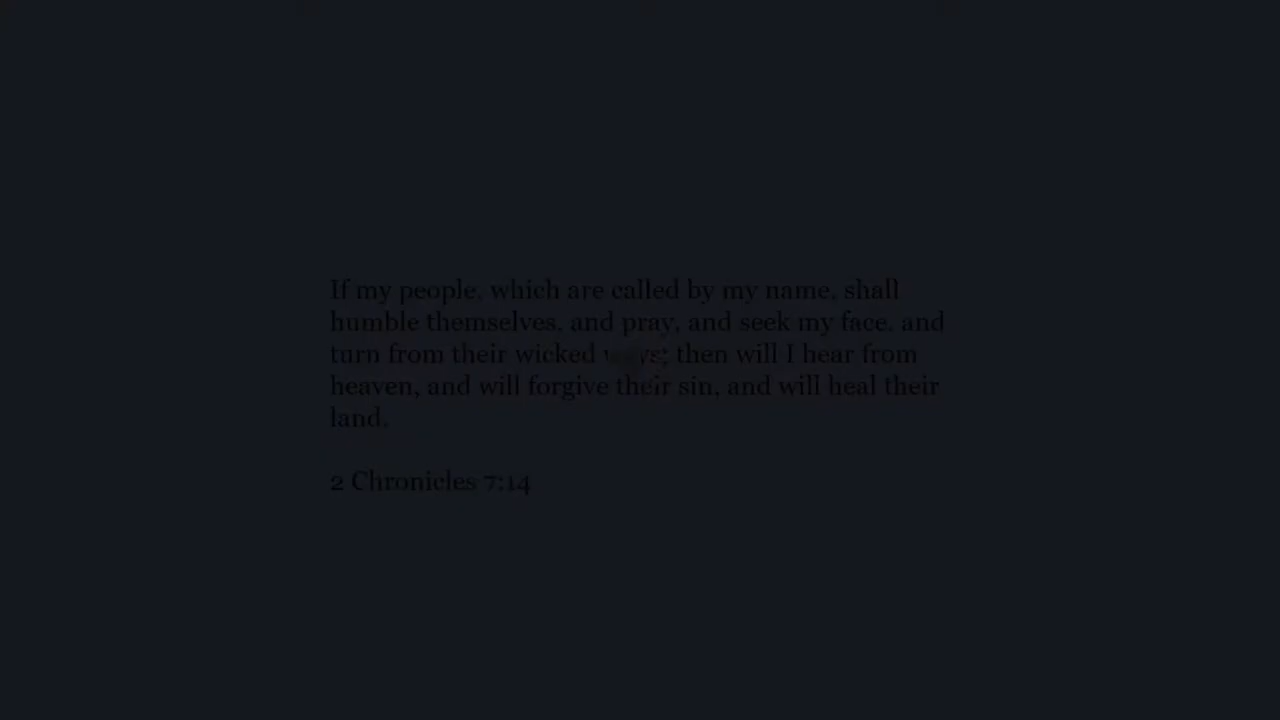 If my people, which are called by my name, shall
humble themselves, and pray, and seek my face, and
turn from their wicked ways; then will I hear from
heaven, and will forgive their sin, and will heal their
land.
2 Chronicles 7:14